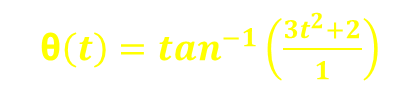 θ(t) = tan⁻¹ ((3t²+2)/1)